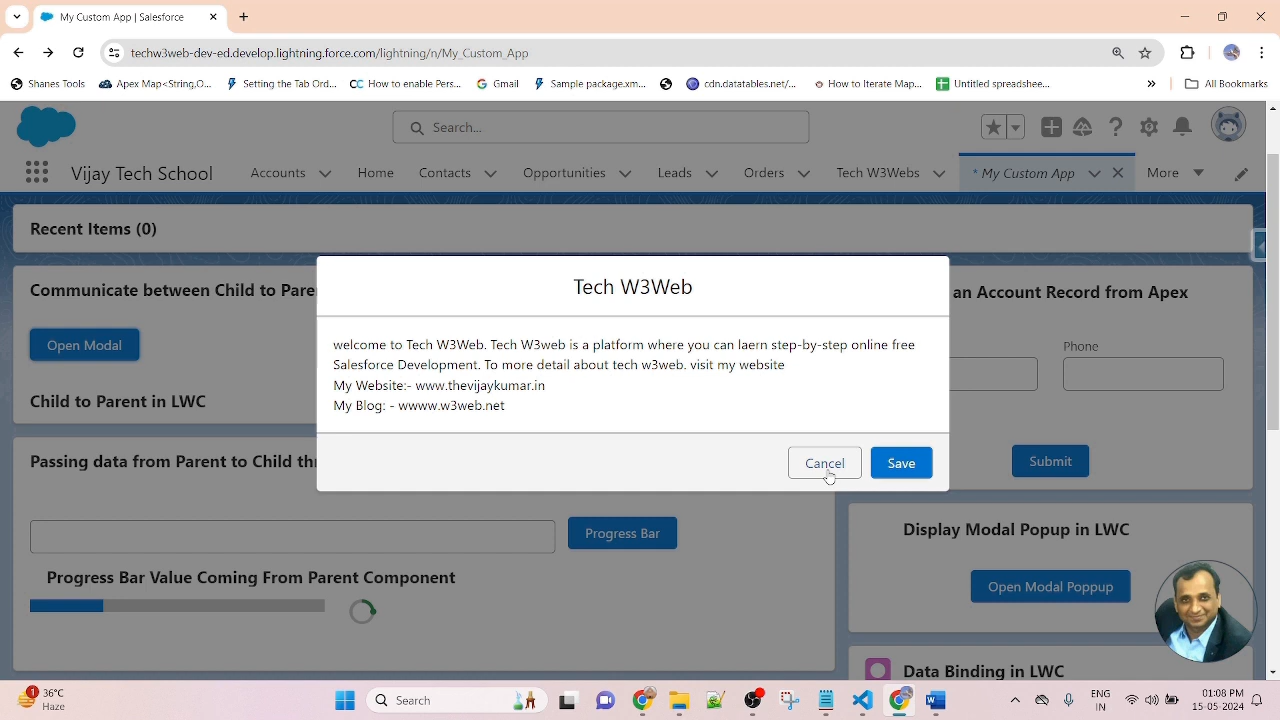 My Custom App | Salesforce
techw3web-dev-ed.develop.lightning.force.com/lightning/n/My_Custom_App
Shanes Tools
Apex Map<String,O...
Setting the Tab Ord...
CC How to enable Pers...
Gmail
Sample package.xm...
cdn.datatables.net/...
How to Iterate Map...
Untitled spreadshee...
All Bookmarks
Search...
Vijay Tech School
Accounts
Home
Contacts
Opportunities
Leads
Orders
Tech W3Webs
* My Custom App
More
Recent Items (0)
Communicate between Child to Pare
an Account Record from Apex
Tech W3Web
Open Modal
welcome to Tech W3Web. Tech W3web is a platform where you can laern step-by-step online free
Salesforce Development. To more detail about tech w3web. visit my website
My Website:- www.thevijaykumar.in
My Blog: - wwww.w3web.net
Phone
Child to Parent in LWC
Cancel
Save
Submit
Passing data from Parent to Child thr
Progress Bar
Progress Bar Value Coming From Parent Component
Display Modal Popup in LWC
Open Modal Poppup
Data Binding in LWC
1
36°C
Haze
Search
ENG
IN
01:08 PM
15-05-2024